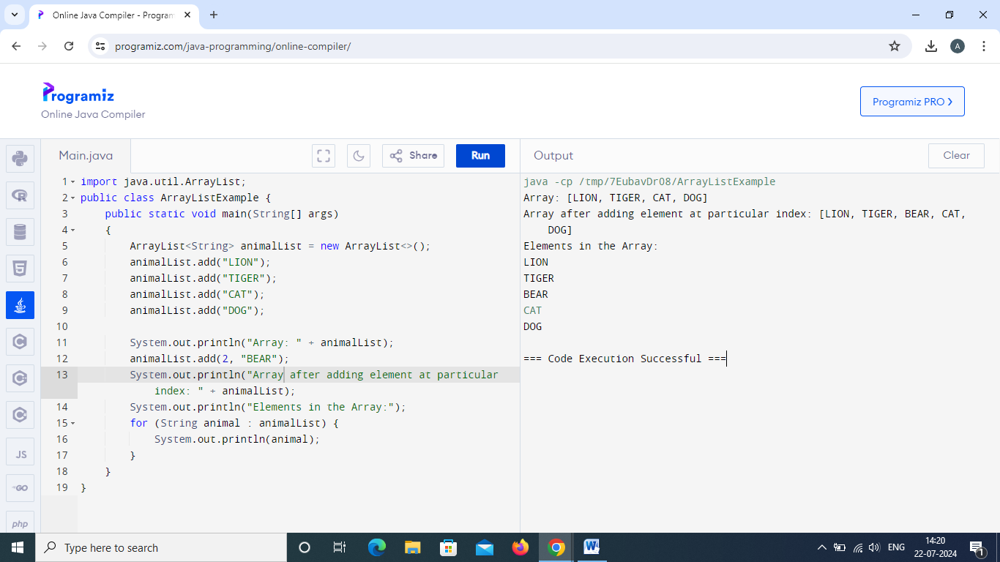 Online Java Compiler - Program
programiz.com/java-programming/online-compiler/
A
Programiz
Online Java Compiler
Programiz PRO >
Main.java
Share
Run
Output
Clear
1 import java.util.ArrayList;
2 public class ArrayListExample {
3 public static void main(String[] args)
4 {
5 ArrayList<String> animalList = new ArrayList<>();
6 animalList.add("LION");
7 animalList.add("TIGER");
8 animalList.add("CAT");
9 animalList.add("DOG");
10
11 System.out.println("Array: " + animalList);
12 animalList.add(2, "BEAR");
13 System.out.println("Array after adding element at particular
index: " + animalList);
14 System.out.println("Elements in the Array:");
15 for (String animal : animalList) {
16 System.out.println(animal);
17 }
18 }
19 }
java -cp /tmp/7EubavDrO8/ArrayListExample
Array: [LION, TIGER, CAT, DOG]
Array after adding element at particular index: [LION, TIGER, BEAR, CAT,
DOG]
Elements in the Array:
LION
TIGER
BEAR
CAT
DOG
=== Code Execution Successful ===
JS
GO
php
Type here to search
W
ENG
14:20
22-07-2024
1